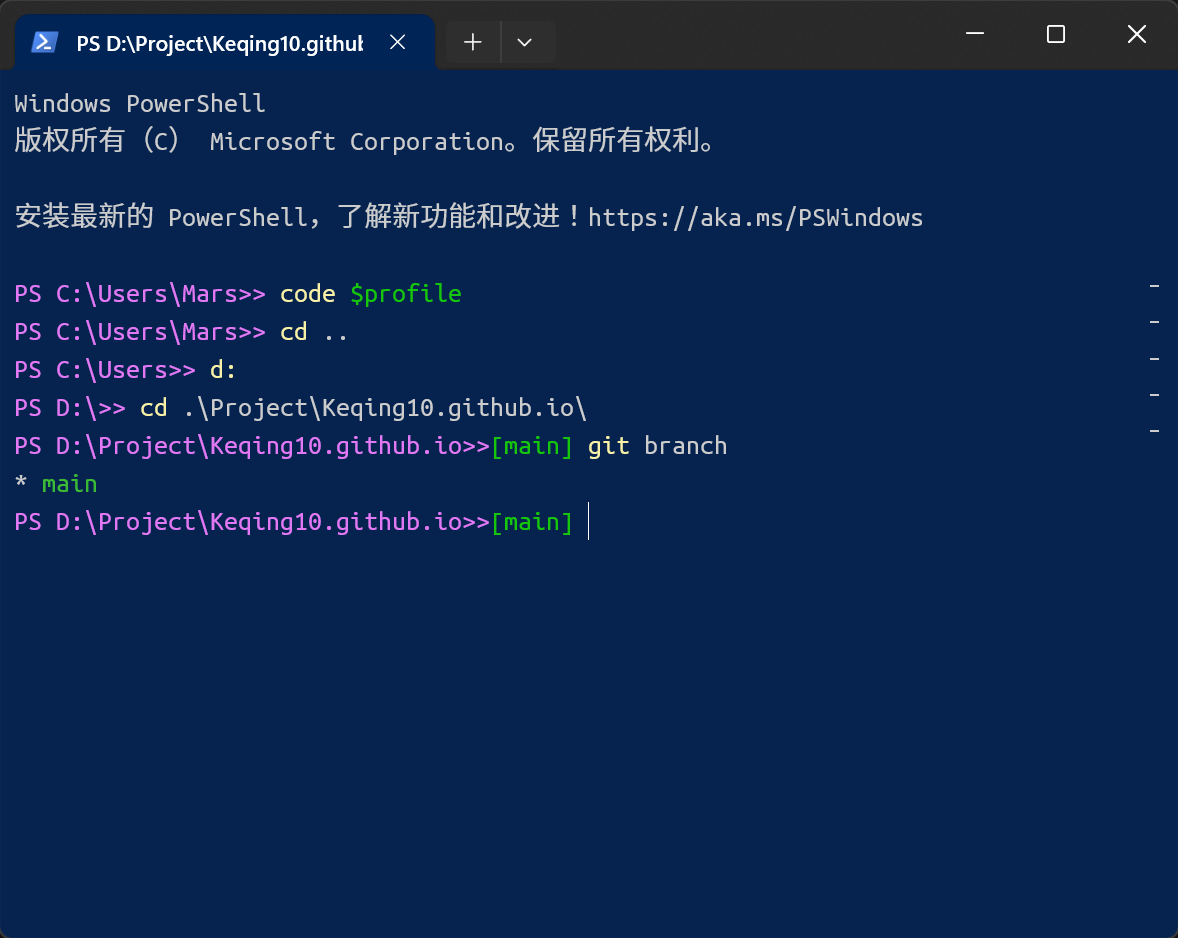 PS D:\Project\Keqing10.githu
Windows PowerShell
版权所有（C） Microsoft Corporation。保留所有权利。
安装最新的 PowerShell，了解新功能和改进！https://aka.ms/PSWindows
PS C:\Users\Mars>> code $profile
PS C:\Users\Mars>> cd ..
PS C:\Users>> d:
PS D:\>> cd .\Project\Keqing10.github.io\
PS D:\Project\Keqing10.github.io>>[main] git branch
* main
PS D:\Project\Keqing10.github.io>>[main]